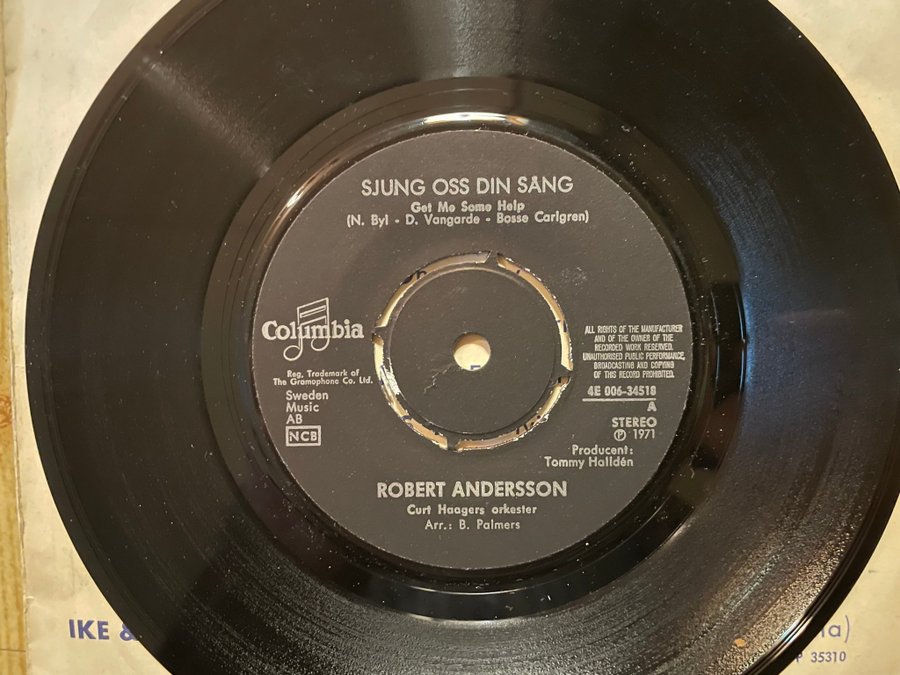 SJUNG OSS DIN SÅNG
Get Me Some Help
(N. Byl - D. Vangarde - Bosse Carlgren)
Columbia
Reg. Trademark of
The Gramophone Co. Ltd.
Sweden
Music
AB
NCB
ALL RIGHTS OF THE MANUFACTURER
AND OF THE OWNER OF THE
RECORDED WORK RESERVED.
UNAUTHORISED PUBLIC PERFORMANCE,
BROADCASTING AND COPYING
OF THIS RECORD PROHIBITED.
4E 006-34518
A
STEREO
Ⓟ 1971
Producent:
Tommy Halldén
ROBERT ANDERSSON
Curt Haagers orkester
Arr.: B. Palmers
IKE &
35310